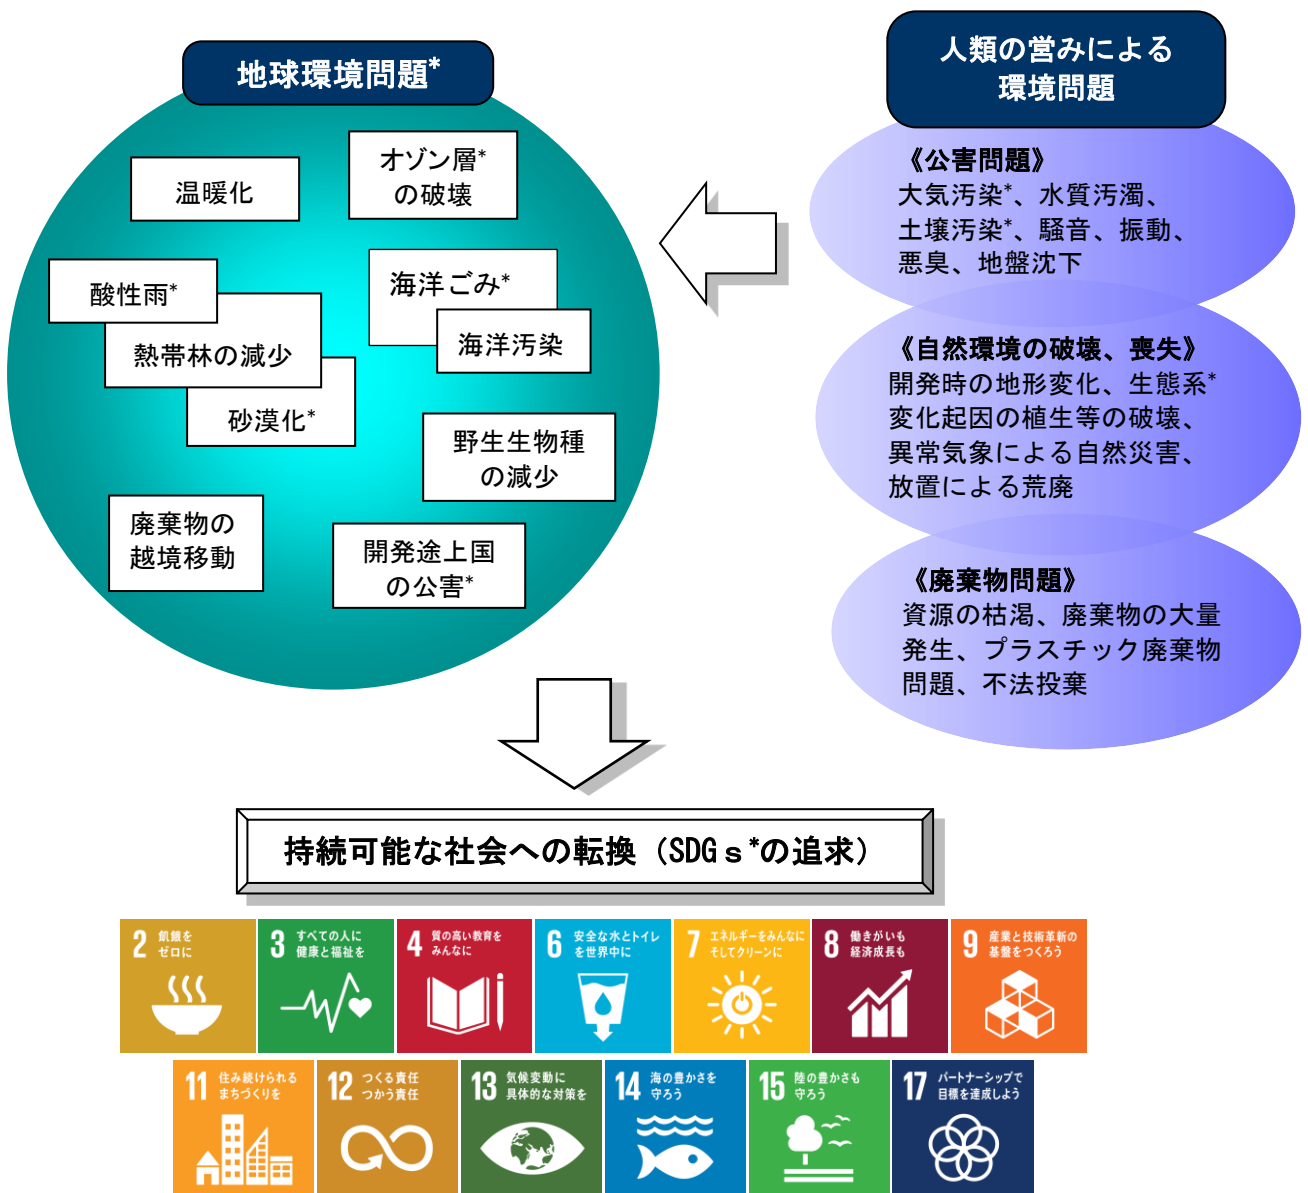 地球環境問題*
温暖化
オゾン層*
の破壊
酸性雨*
熱帯林の減少
砂漠化*
海洋ごみ*
海洋汚染
野生生物種
の減少
廃棄物の
越境移動
開発途上国
の公害*
人類の営みによる
環境問題
《公害問題》
大気汚染*、水質汚濁、
土壌汚染*、騒音、振動、
悪臭、地盤沈下
《自然環境の破壊、喪失》
開発時の地形変化、生態系*
変化起因の植生等の破壊、
異常気象による自然災害、
放置による荒廃
《廃棄物問題》
資源の枯渇、廃棄物の大量
発生、プラスチック廃棄物
問題、不法投棄
持続可能な社会への転換（SDGｓ*の追求）
2 飢餓を
ゼロに
3 すべての人に
健康と福祉を
4 質の高い教育を
みんなに
6 安全な水とトイレ
を世界中に
7 エネルギーをみんなに
そしてクリーンに
8 働きがいも
経済成長も
9 産業と技術革新の
基盤をつくろう
11 住み続けられる
まちづくりを
12 つくる責任
つかう責任
13 気候変動に
具体的な対策を
14 海の豊かさを
守ろう
15 陸の豊かさも
守ろう
17 パートナーシップで
目標を達成しよう